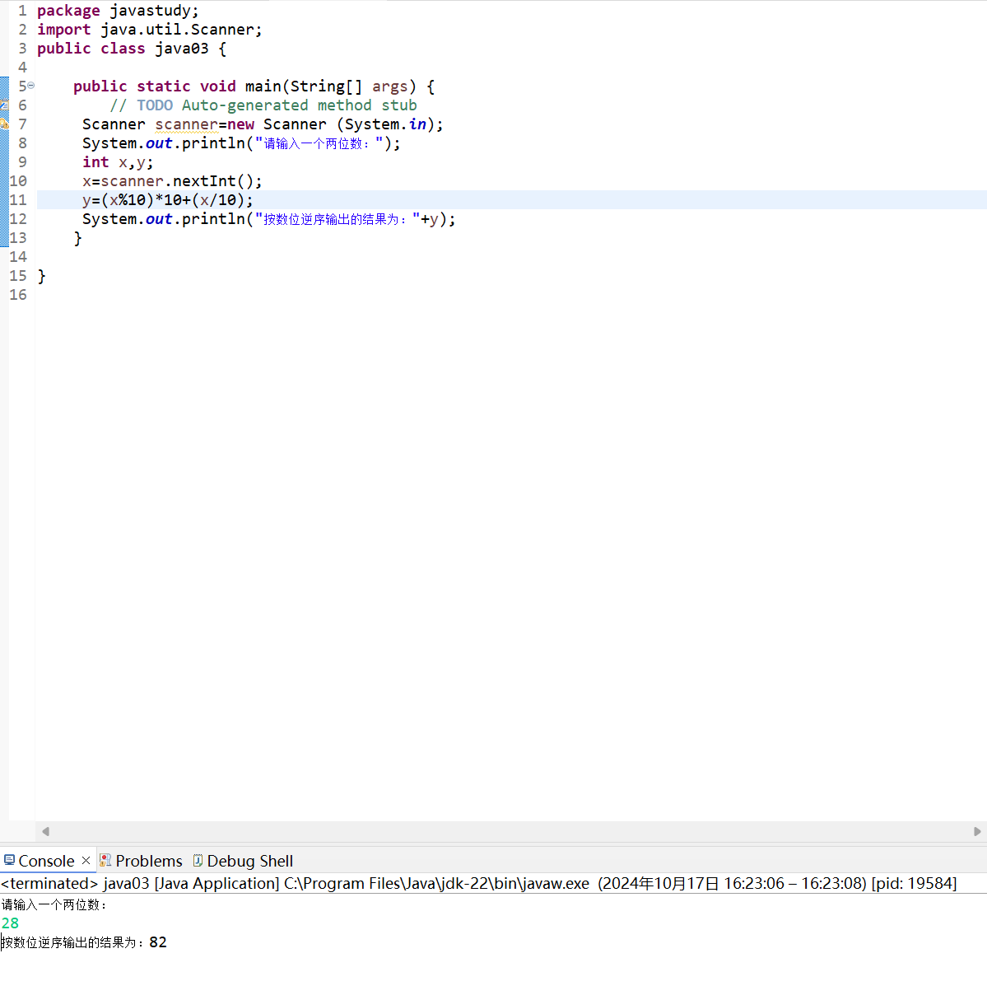 1 package javastudy;
2 import java.util.Scanner;
3 public class java03 {
4
5 public static void main(String[] args) {
6 // TODO Auto-generated method stub
7 Scanner scanner=new Scanner (System.in);
8 System.out.println("请输入一个两位数：");
9 int x,y;
10 x=scanner.nextInt();
11 y=(x%10)*10+(x/10);
12 System.out.println("按数位逆序输出的结果为："+y);
13 }
14
15 }
16
Console × Problems Debug Shell
<terminated> java03 [Java Application] C:\Program Files\Java\jdk-22\bin\javaw.exe (2024年10月17日 16:23:06 – 16:23:08) [pid: 19584]
请输入一个两位数：
28
按数位逆序输出的结果为：82